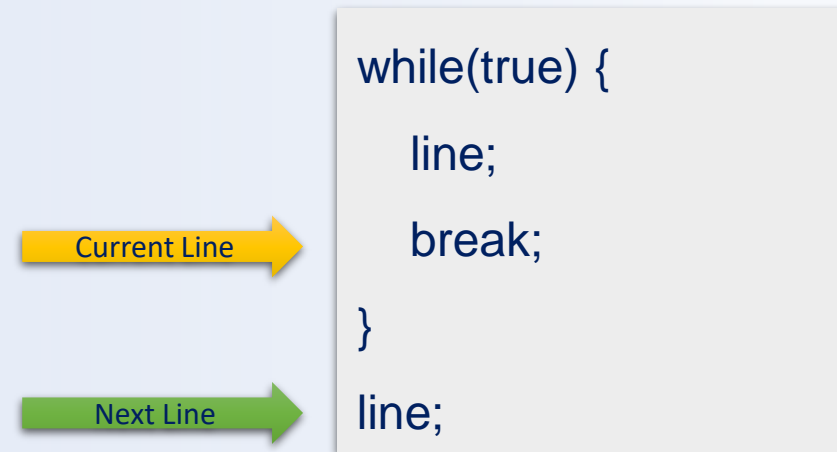 while(true) {
line;
Current Line
break;
}
Next Line
line;